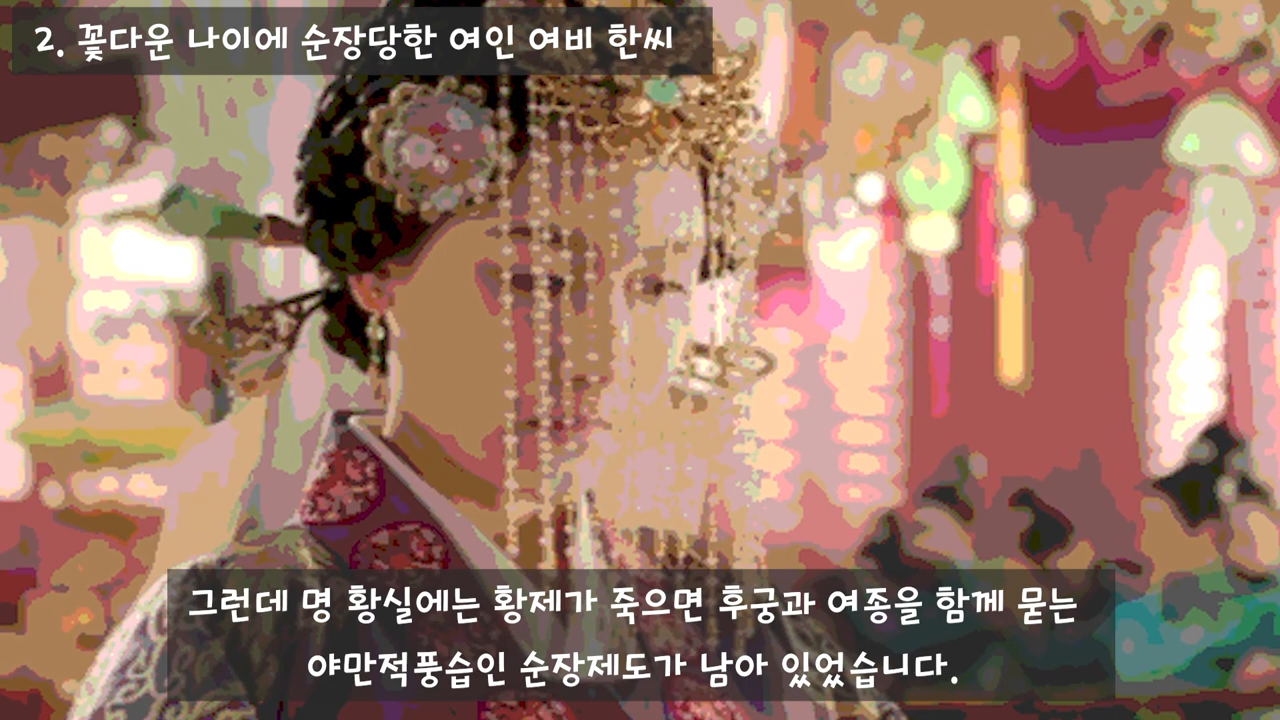 2. 꽃다운 나이에 순장당한 여인 여비 한씨
그런데 명 황실에는 황제가 죽으면 후궁과 여종을 함께 묻는
야만적풍습인 순장제도가 남아 있었습니다.